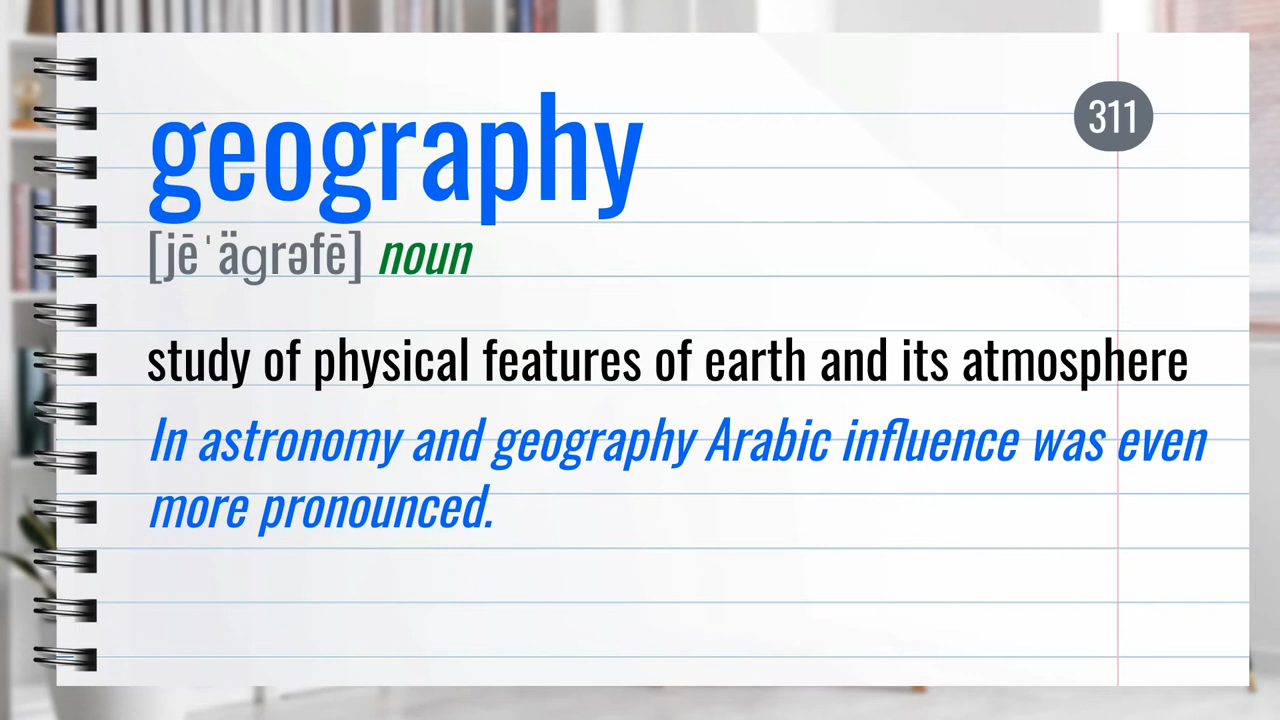 geography
311
[jēˈägrəfē] noun
study of physical features of earth and its atmosphere
In astronomy and geography Arabic influence was even
more pronounced.